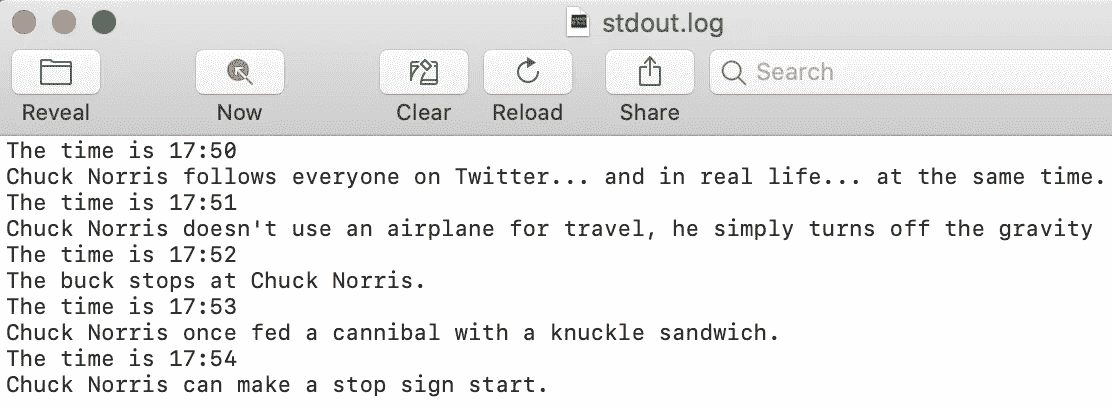 stdout.log
Reveal
Now
Clear
Reload
Share
Search
The time is 17:50
Chuck Norris follows everyone on Twitter... and in real life... at the same time.
The time is 17:51
Chuck Norris doesn't use an airplane for travel, he simply turns off the gravity
The time is 17:52
The buck stops at Chuck Norris.
The time is 17:53
Chuck Norris once fed a cannibal with a knuckle sandwich.
The time is 17:54
Chuck Norris can make a stop sign start.